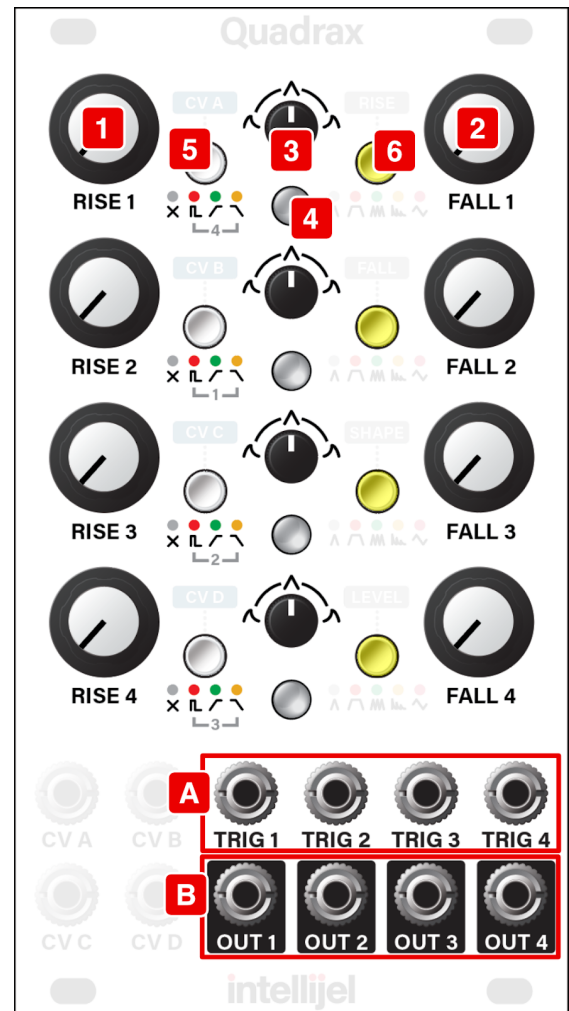 Quadrax
CV A
RISE
1
5
3
6
2
4
RISE 1
4
FALL 1
CV B
FALL
RISE 2
1
FALL 2
CV C
SHAPE
RISE 3
2
FALL 3
CV D
LEVEL
RISE 4
3
FALL 4
A
CV A
CV B
TRIG 1
TRIG 2
TRIG 3
TRIG 4
B
CV C
CV D
OUT 1
OUT 2
OUT 3
OUT 4
intellijel